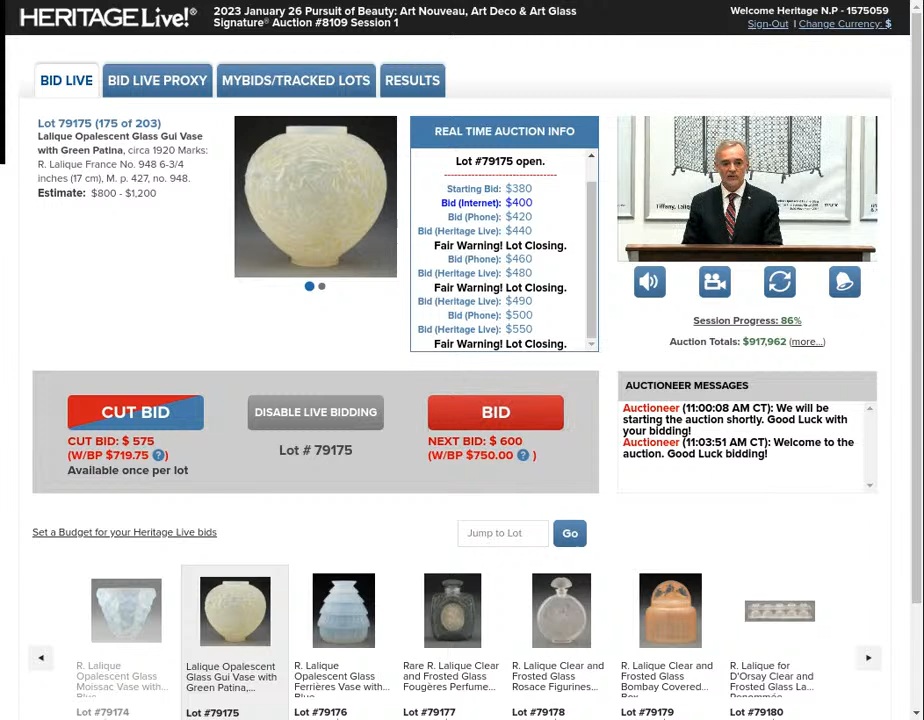 HERITAGE Live!®
2023 January 26 Pursuit of Beauty: Art Nouveau, Art Deco & Art Glass
Signature® Auction #8109 Session 1
Welcome Heritage N.P - 1575059
Sign-Out | Change Currency: $
BID LIVE
BID LIVE PROXY
MYBIDS/TRACKED LOTS
RESULTS
Lot 79175 (175 of 203)
Lalique Opalescent Glass Gui Vase
with Green Patina, circa 1920 Marks:
R. Lalique France No. 948 6-3/4
inches (17 cm), M. p. 427, no. 948.
Estimate: $800 - $1,200
REAL TIME AUCTION INFO
Lot #79175 open.
Starting Bid: $380
Bid (Internet): $400
Bid (Phone): $420
Bid (Heritage Live): $440
Fair Warning! Lot Closing.
Bid (Phone): $460
Bid (Heritage Live): $480
Fair Warning! Lot Closing.
Bid (Heritage Live): $490
Bid (Phone): $500
Bid (Heritage Live): $550
Fair Warning! Lot Closing.
Tiffany, Lalique
Session Progress: 86%
Auction Totals: $917,962 (more...)
CUT BID
CUT BID: $ 575
(W/BP $719.75 ?)
Available once per lot
DISABLE LIVE BIDDING
Lot # 79175
BID
NEXT BID: $ 600
(W/BP $750.00 ? )
AUCTIONEER MESSAGES
Auctioneer (11:00:08 AM CT): We will be
starting the auction shortly. Good Luck with
your bidding!
Auctioneer (11:03:51 AM CT): Welcome to the
auction. Good Luck bidding!
Set a Budget for your Heritage Live bids
Jump to Lot
Go
R. Lalique
Opalescent Glass
Moissac Vase with...
Blue
Lot #79174
Lalique Opalescent
Glass Gui Vase with
Green Patina,...
Lot #79175
R. Lalique
Opalescent Glass
Ferrières Vase with...
Blue
Lot #79176
Rare R. Lalique Clear
and Frosted Glass
Fougères Perfume...
Lot #79177
R. Lalique Clear and
Frosted Glass
Rosace Figurines...
Lot #79178
R. Lalique Clear and
Frosted Glass
Bombay Covered...
Box
Lot #79179
R. Lalique for
D'Orsay Clear and
Frosted Glass La...
Renommée
Lot #79180